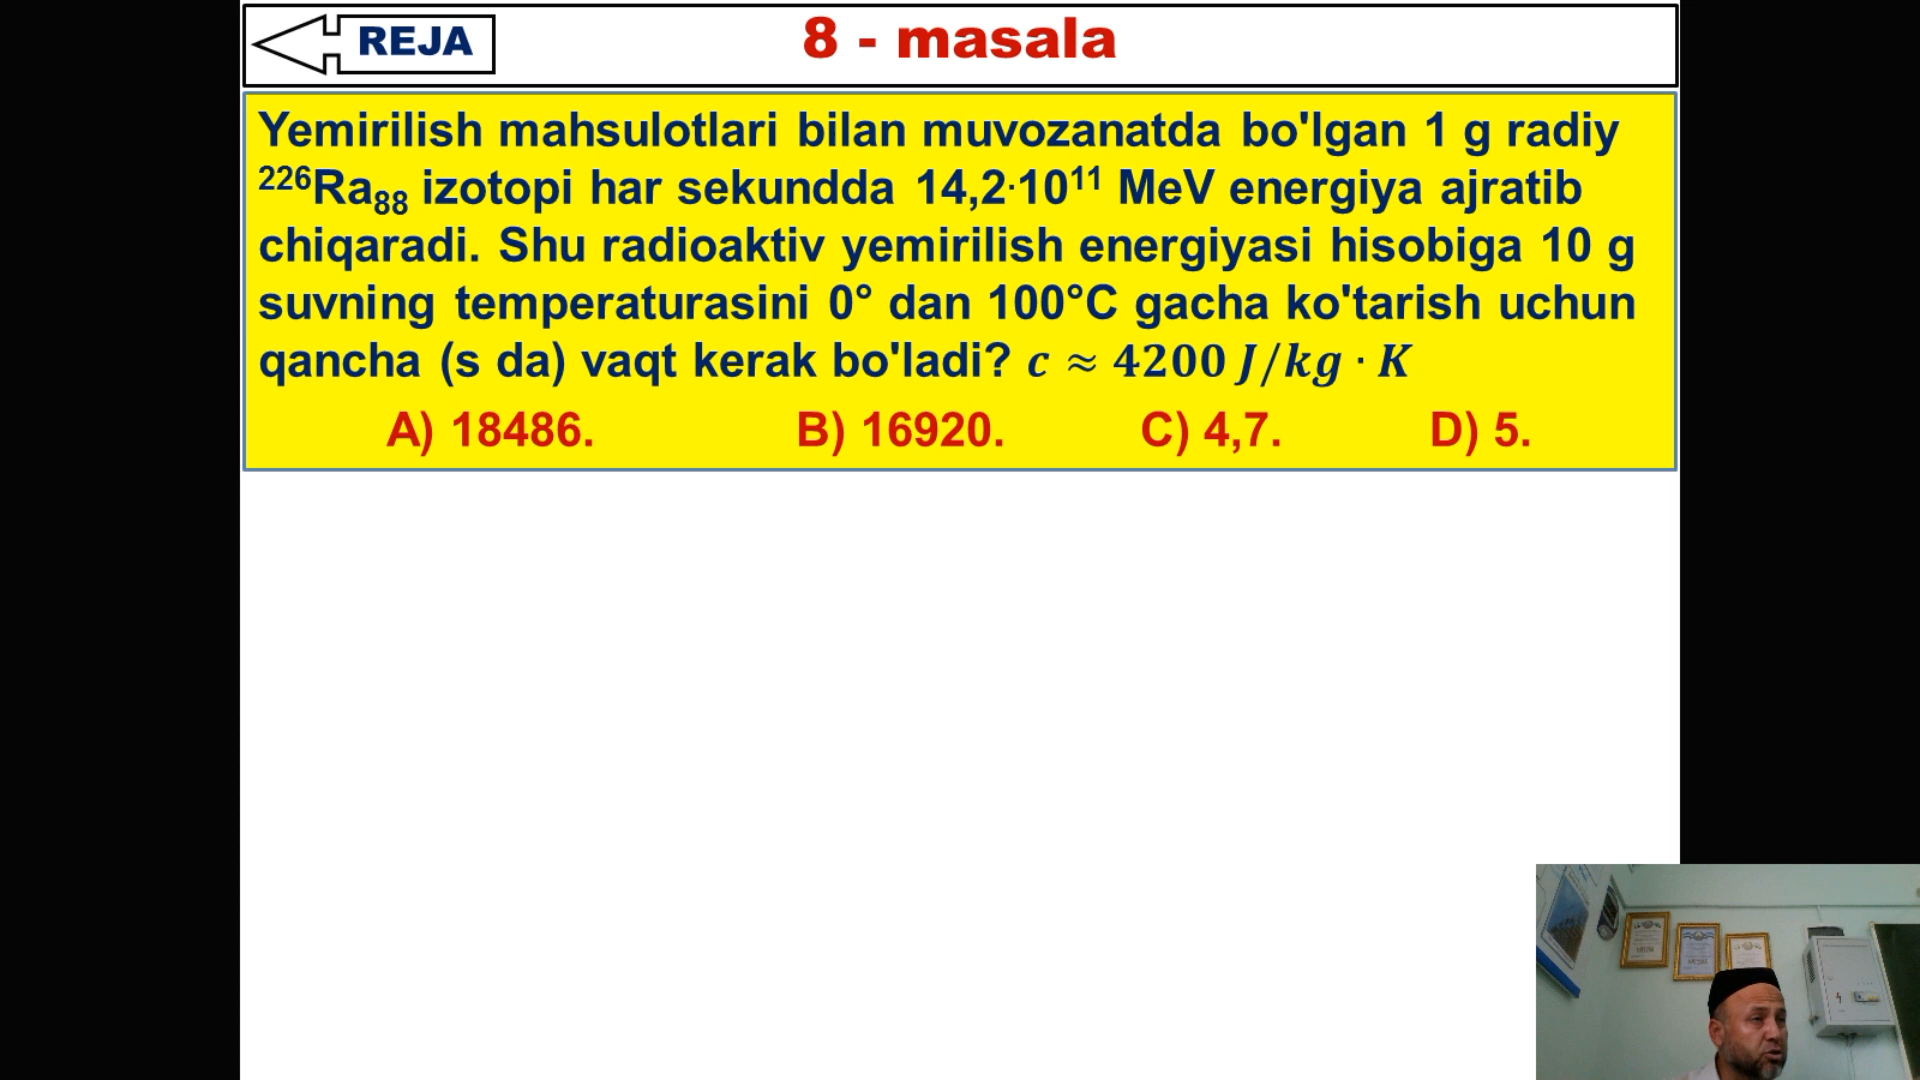 REJA
8 - masala
Yemirilish mahsulotlari bilan muvozanatda bo'lgan 1 g radiy
²²⁶Ra₈₈ izotopi har sekundda 14,2·10¹¹ MeV energiya ajratib
chiqaradi. Shu radioaktiv yemirilish energiyasi hisobiga 10 g
suvning temperaturasini 0° dan 100°C gacha ko'tarish uchun
qancha (s da) vaqt kerak bo'ladi? c ≈ 4200 J/kg · K
A) 18486. B) 16920. C) 4,7. D) 5.